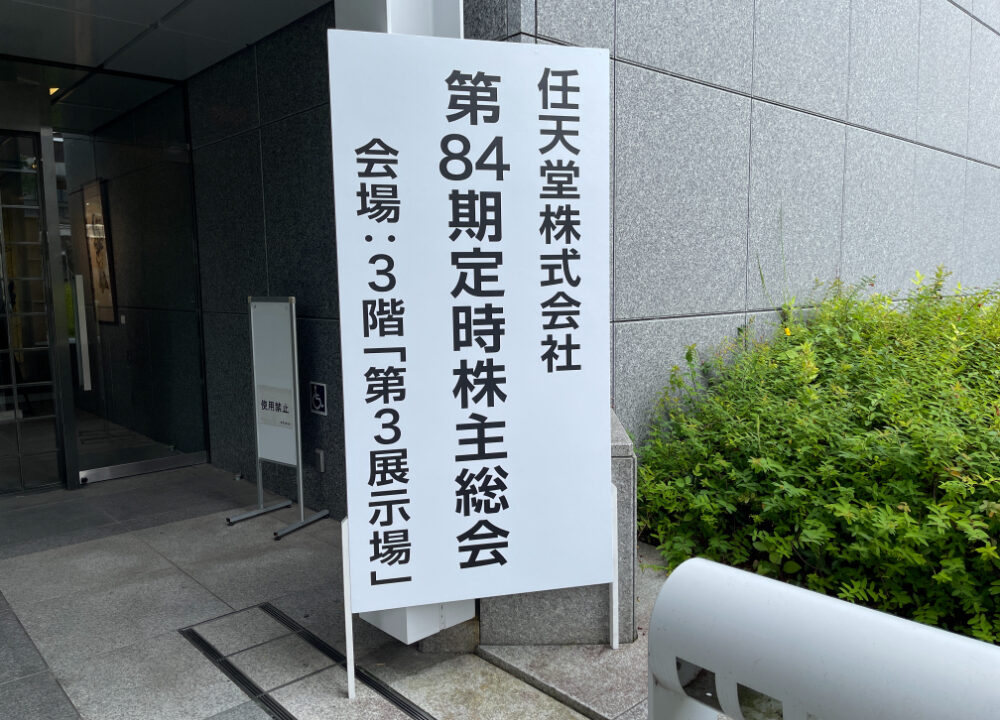 任天堂株式会社
第84期定時株主総会
会場:3階「第3展示場」
使用禁止